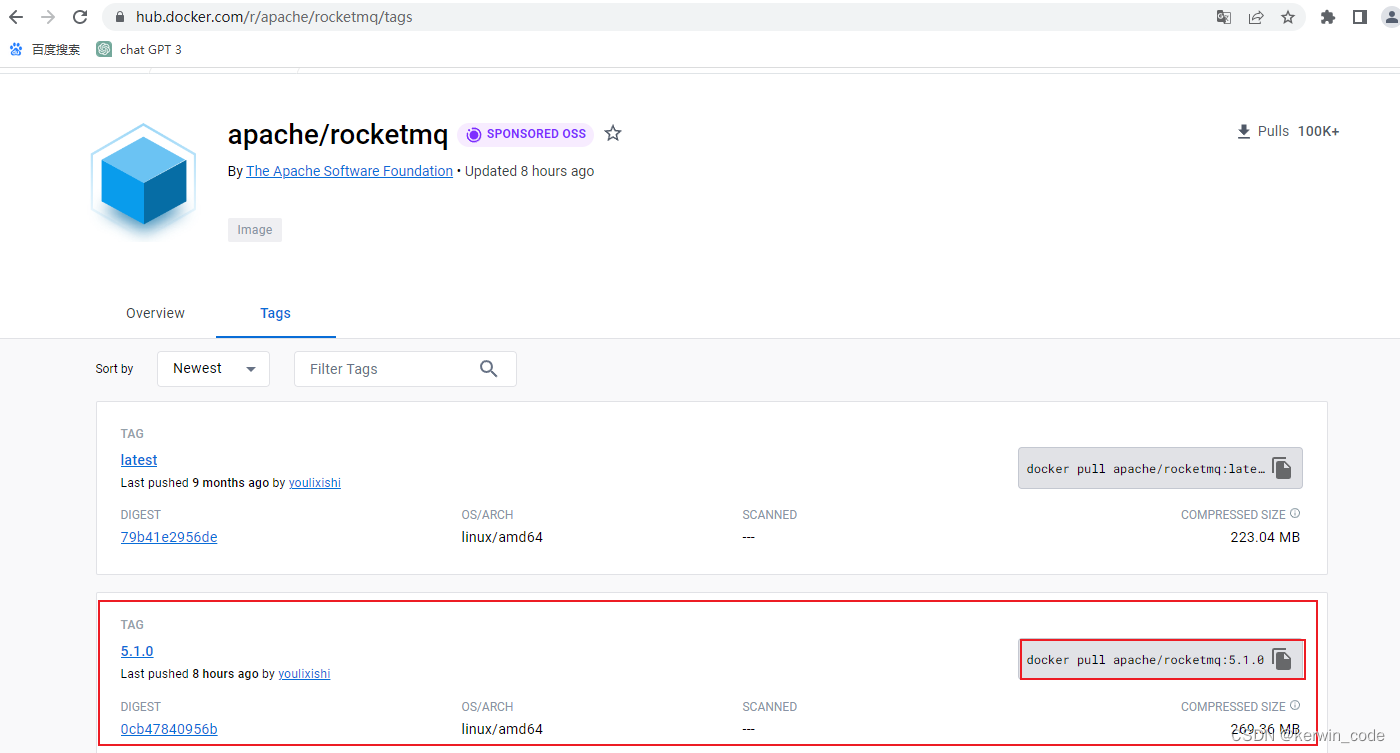 hub.docker.com/r/apache/rocketmq/tags
百度搜索 chat GPT 3
apache/rocketmq SPONSORED OSS
Pulls 100K+
By The Apache Software Foundation • Updated 8 hours ago
Image
Overview Tags
Sort by Newest Filter Tags
TAG
latest
Last pushed 9 months ago by youlixishi
docker pull apache/rocketmq:late…
DIGEST OS/ARCH SCANNED COMPRESSED SIZE
79b41e2956de linux/amd64 --- 223.04 MB
TAG
5.1.0
Last pushed 8 hours ago by youlixishi
docker pull apache/rocketmq:5.1.0
DIGEST OS/ARCH SCANNED COMPRESSED SIZE
0cb47840956b linux/amd64 --- 269.36 MB
CSDN @kerwin_code